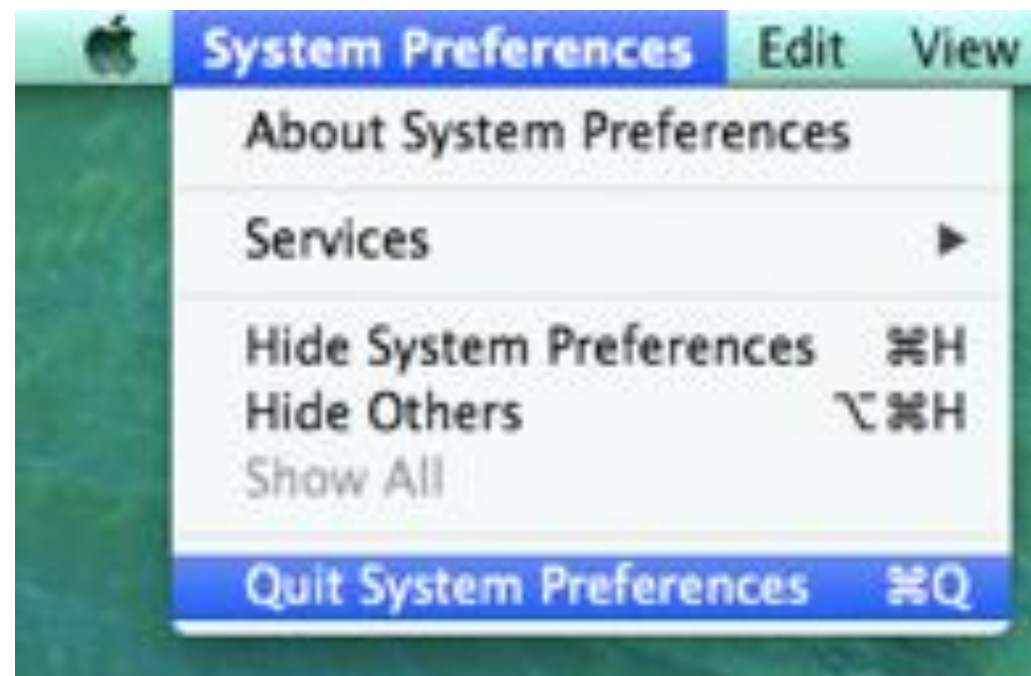 System Preferences Edit View
About System Preferences
Services
Hide System Preferences ⌘H
Hide Others ⌥⌘H
Show All
Quit System Preferences ⌘Q